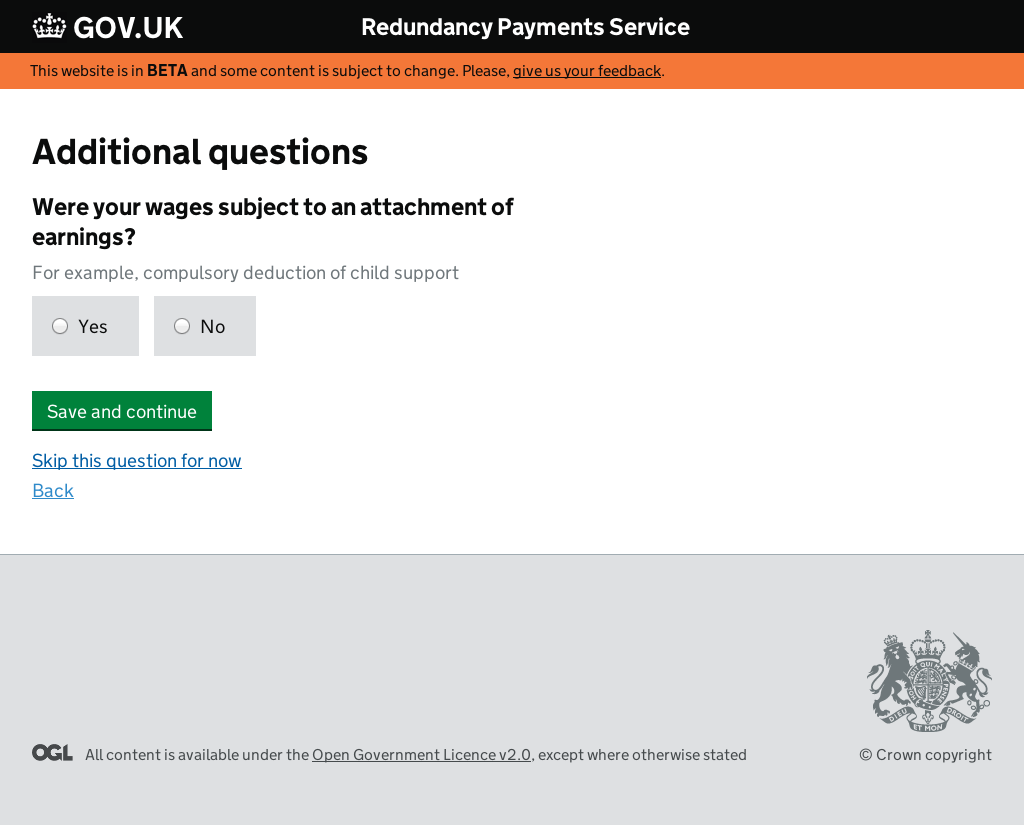 GOV.UK
Redundancy Payments Service
This website is in BETA and some content is subject to change. Please, give us your feedback.
Additional questions
Were your wages subject to an attachment of
earnings?
For example, compulsory deduction of child support
Yes
No
Save and continue
Skip this question for now
Back
DIEU ET MON DROIT
OGL
All content is available under the Open Government Licence v2.0, except where otherwise stated
© Crown copyright